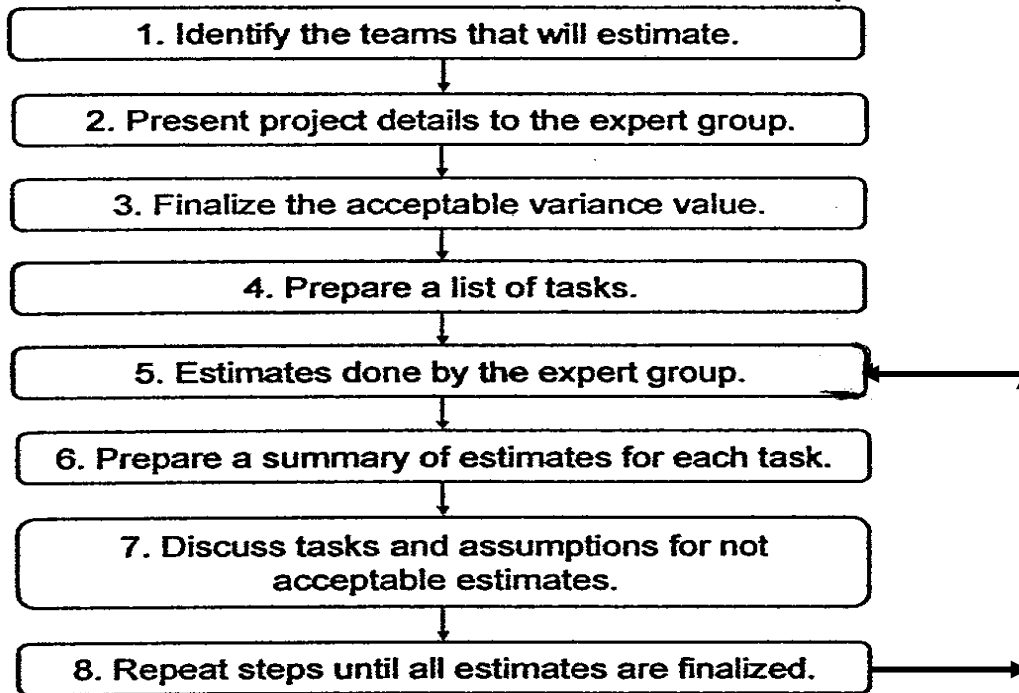 1. Identify the teams that will estimate.
2. Present project details to the expert group.
3. Finalize the acceptable variance value.
4. Prepare a list of tasks.
5. Estimates done by the expert group.
6. Prepare a summary of estimates for each task.
7. Discuss tasks and assumptions for not
acceptable estimates.
8. Repeat steps until all estimates are finalized.